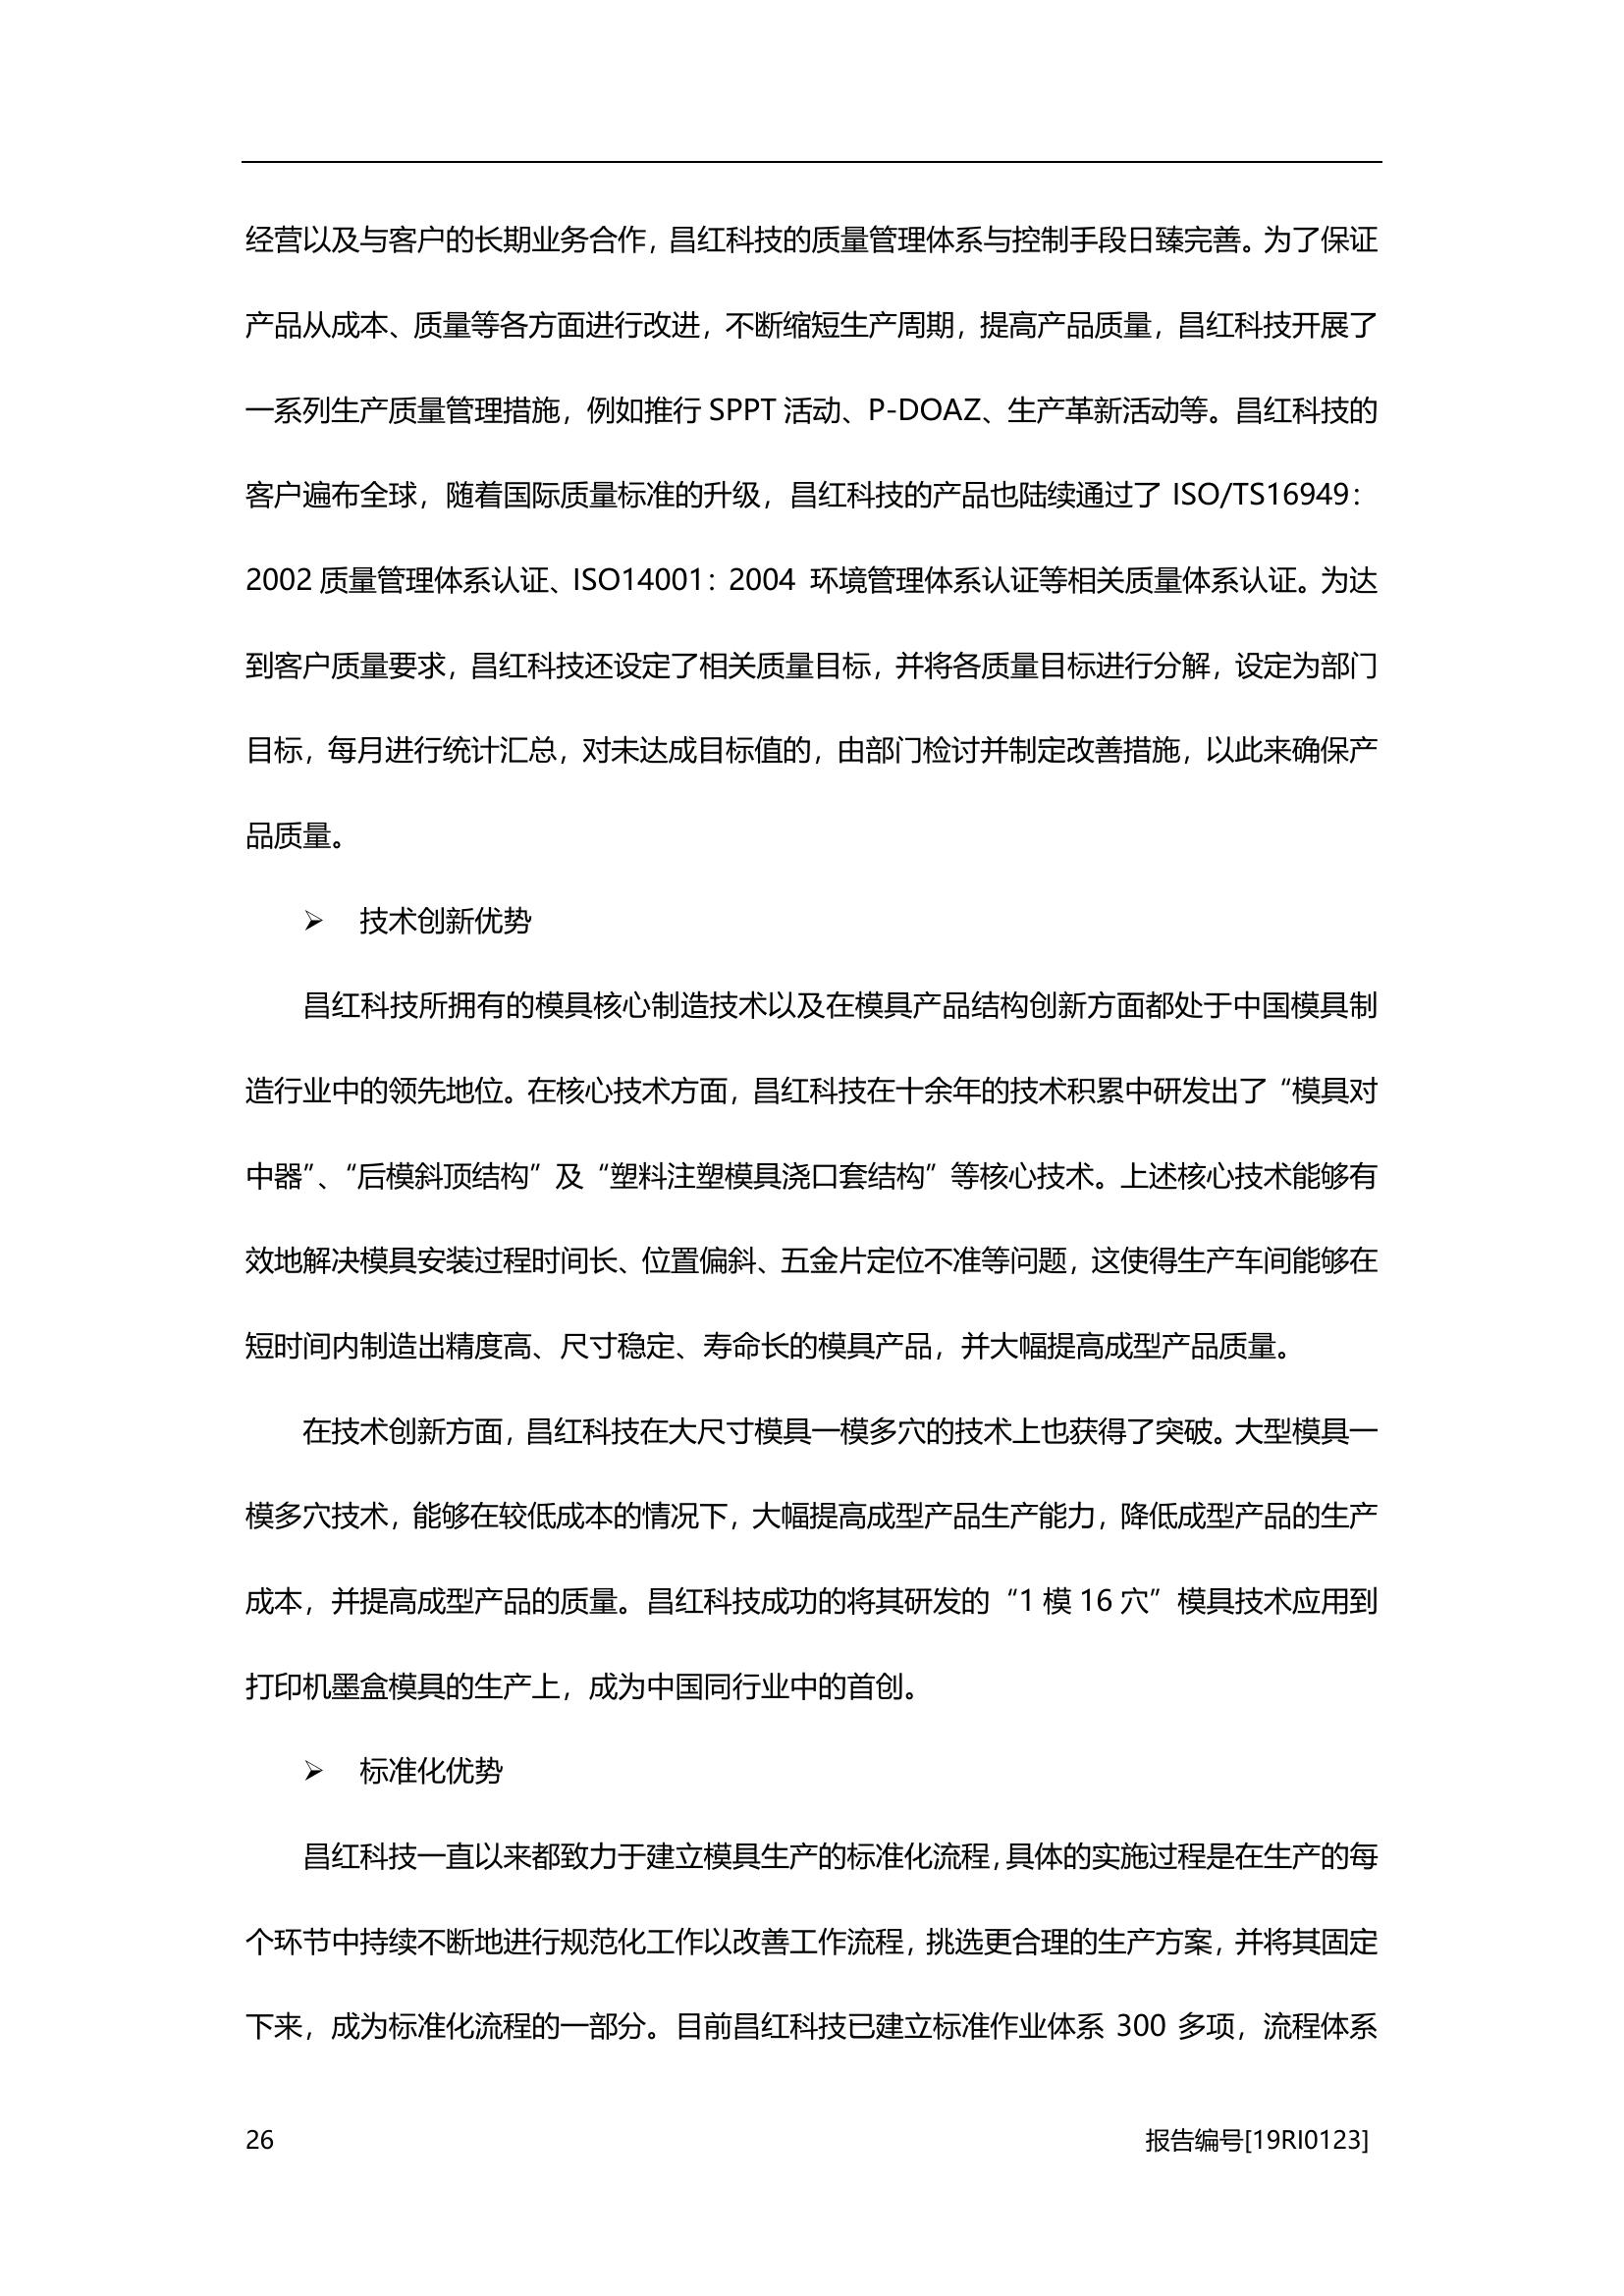 经营以及与客户的长期业务合作，昌红科技的质量管理体系与控制手段日臻完善。为了保证
产品从成本、质量等各方面进行改进，不断缩短生产周期，提高产品质量，昌红科技开展了
一系列生产质量管理措施，例如推行 SPPT 活动、P-DOAZ、生产革新活动等。昌红科技的
客户遍布全球，随着国际质量标准的升级，昌红科技的产品也陆续通过了 ISO/TS16949：
2002 质量管理体系认证、ISO14001：2004 环境管理体系认证等相关质量体系认证。为达
到客户质量要求，昌红科技还设定了相关质量目标，并将各质量目标进行分解，设定为部门
目标，每月进行统计汇总，对未达成目标值的，由部门检讨并制定改善措施，以此来确保产
品质量。
➢ 技术创新优势
昌红科技所拥有的模具核心制造技术以及在模具产品结构创新方面都处于中国模具制
造行业中的领先地位。在核心技术方面，昌红科技在十余年的技术积累中研发出了“模具对
中器”、“后模斜顶结构”及“塑料注塑模具浇口套结构”等核心技术。上述核心技术能够有
效地解决模具安装过程时间长、位置偏斜、五金片定位不准等问题，这使得生产车间能够在
短时间内制造出精度高、尺寸稳定、寿命长的模具产品，并大幅提高成型产品质量。
在技术创新方面，昌红科技在大尺寸模具一模多穴的技术上也获得了突破。大型模具一
模多穴技术，能够在较低成本的情况下，大幅提高成型产品生产能力，降低成型产品的生产
成本，并提高成型产品的质量。昌红科技成功的将其研发的“1 模 16 穴”模具技术应用到
打印机墨盒模具的生产上，成为中国同行业中的首创。
➢ 标准化优势
昌红科技一直以来都致力于建立模具生产的标准化流程，具体的实施过程是在生产的每
个环节中持续不断地进行规范化工作以改善工作流程，挑选更合理的生产方案，并将其固定
下来，成为标准化流程的一部分。目前昌红科技已建立标准作业体系 300 多项，流程体系
26 报告编号[19RI0123]